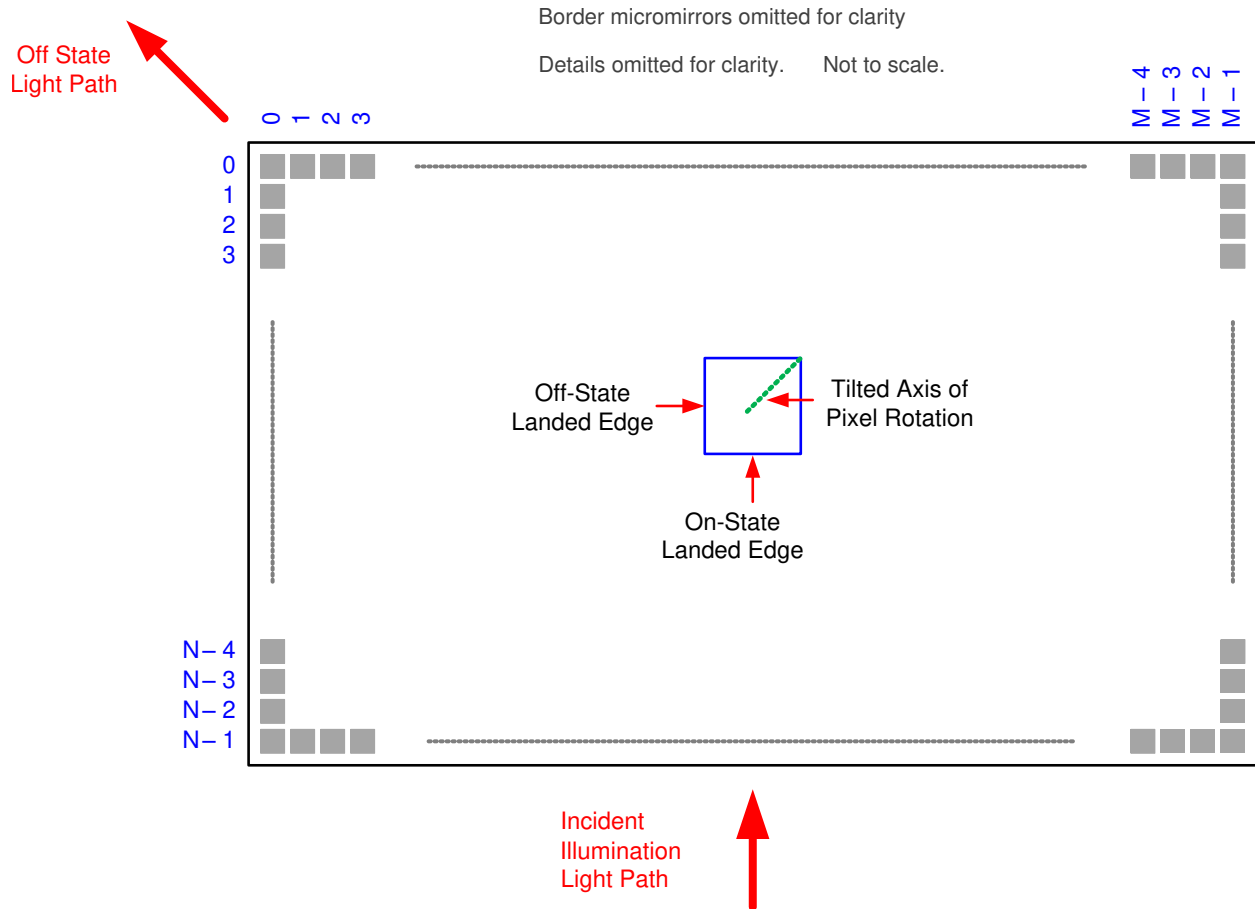 Border micromirrors omitted for clarity
Details omitted for clarity. Not to scale.
Off State
Light Path
0
1
2
3
M – 4
M – 3
M – 2
M – 1
0
1
2
3
Off-State
Landed Edge
Tilted Axis of
Pixel Rotation
On-State
Landed Edge
N – 4
N – 3
N – 2
N – 1
Incident
Illumination
Light Path